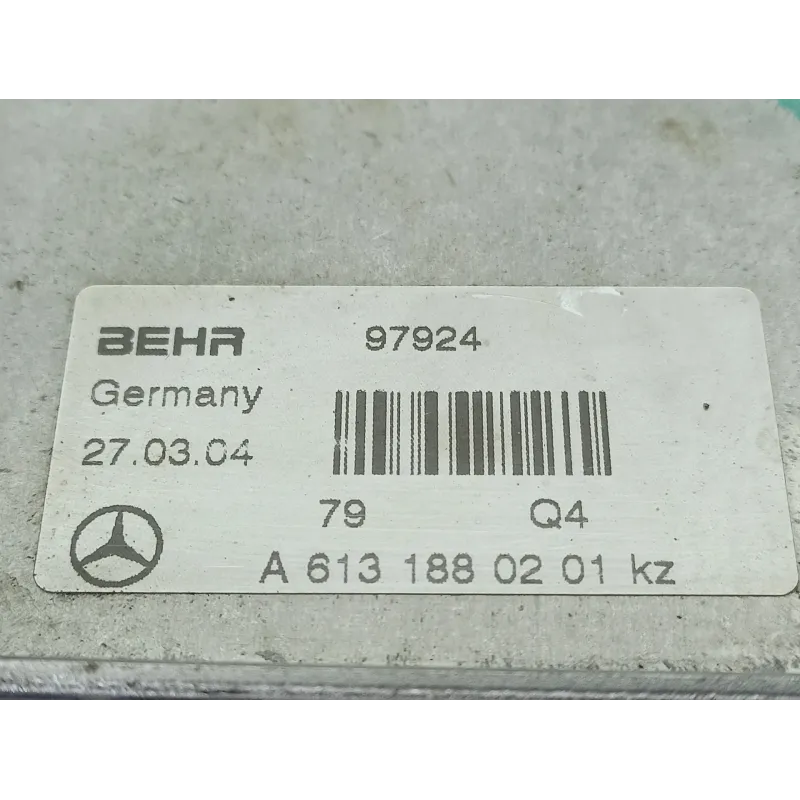 BEHR 97924
Germany
27.03.04
79 Q4
A 613 188 02 01 kz